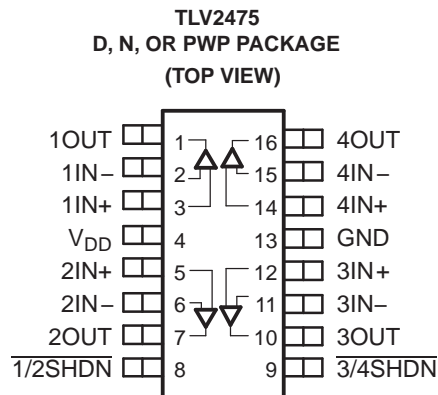 TLV2475
D, N, OR PWP PACKAGE
(TOP VIEW)
1OUT 1 16 4OUT
1IN− 2 15 4IN−
1IN+ 3 14 4IN+
VDD 4 13 GND
2IN+ 5 12 3IN+
2IN− 6 11 3IN−
2OUT 7 10 3OUT
1/2SHDN 8 9 3/4SHDN